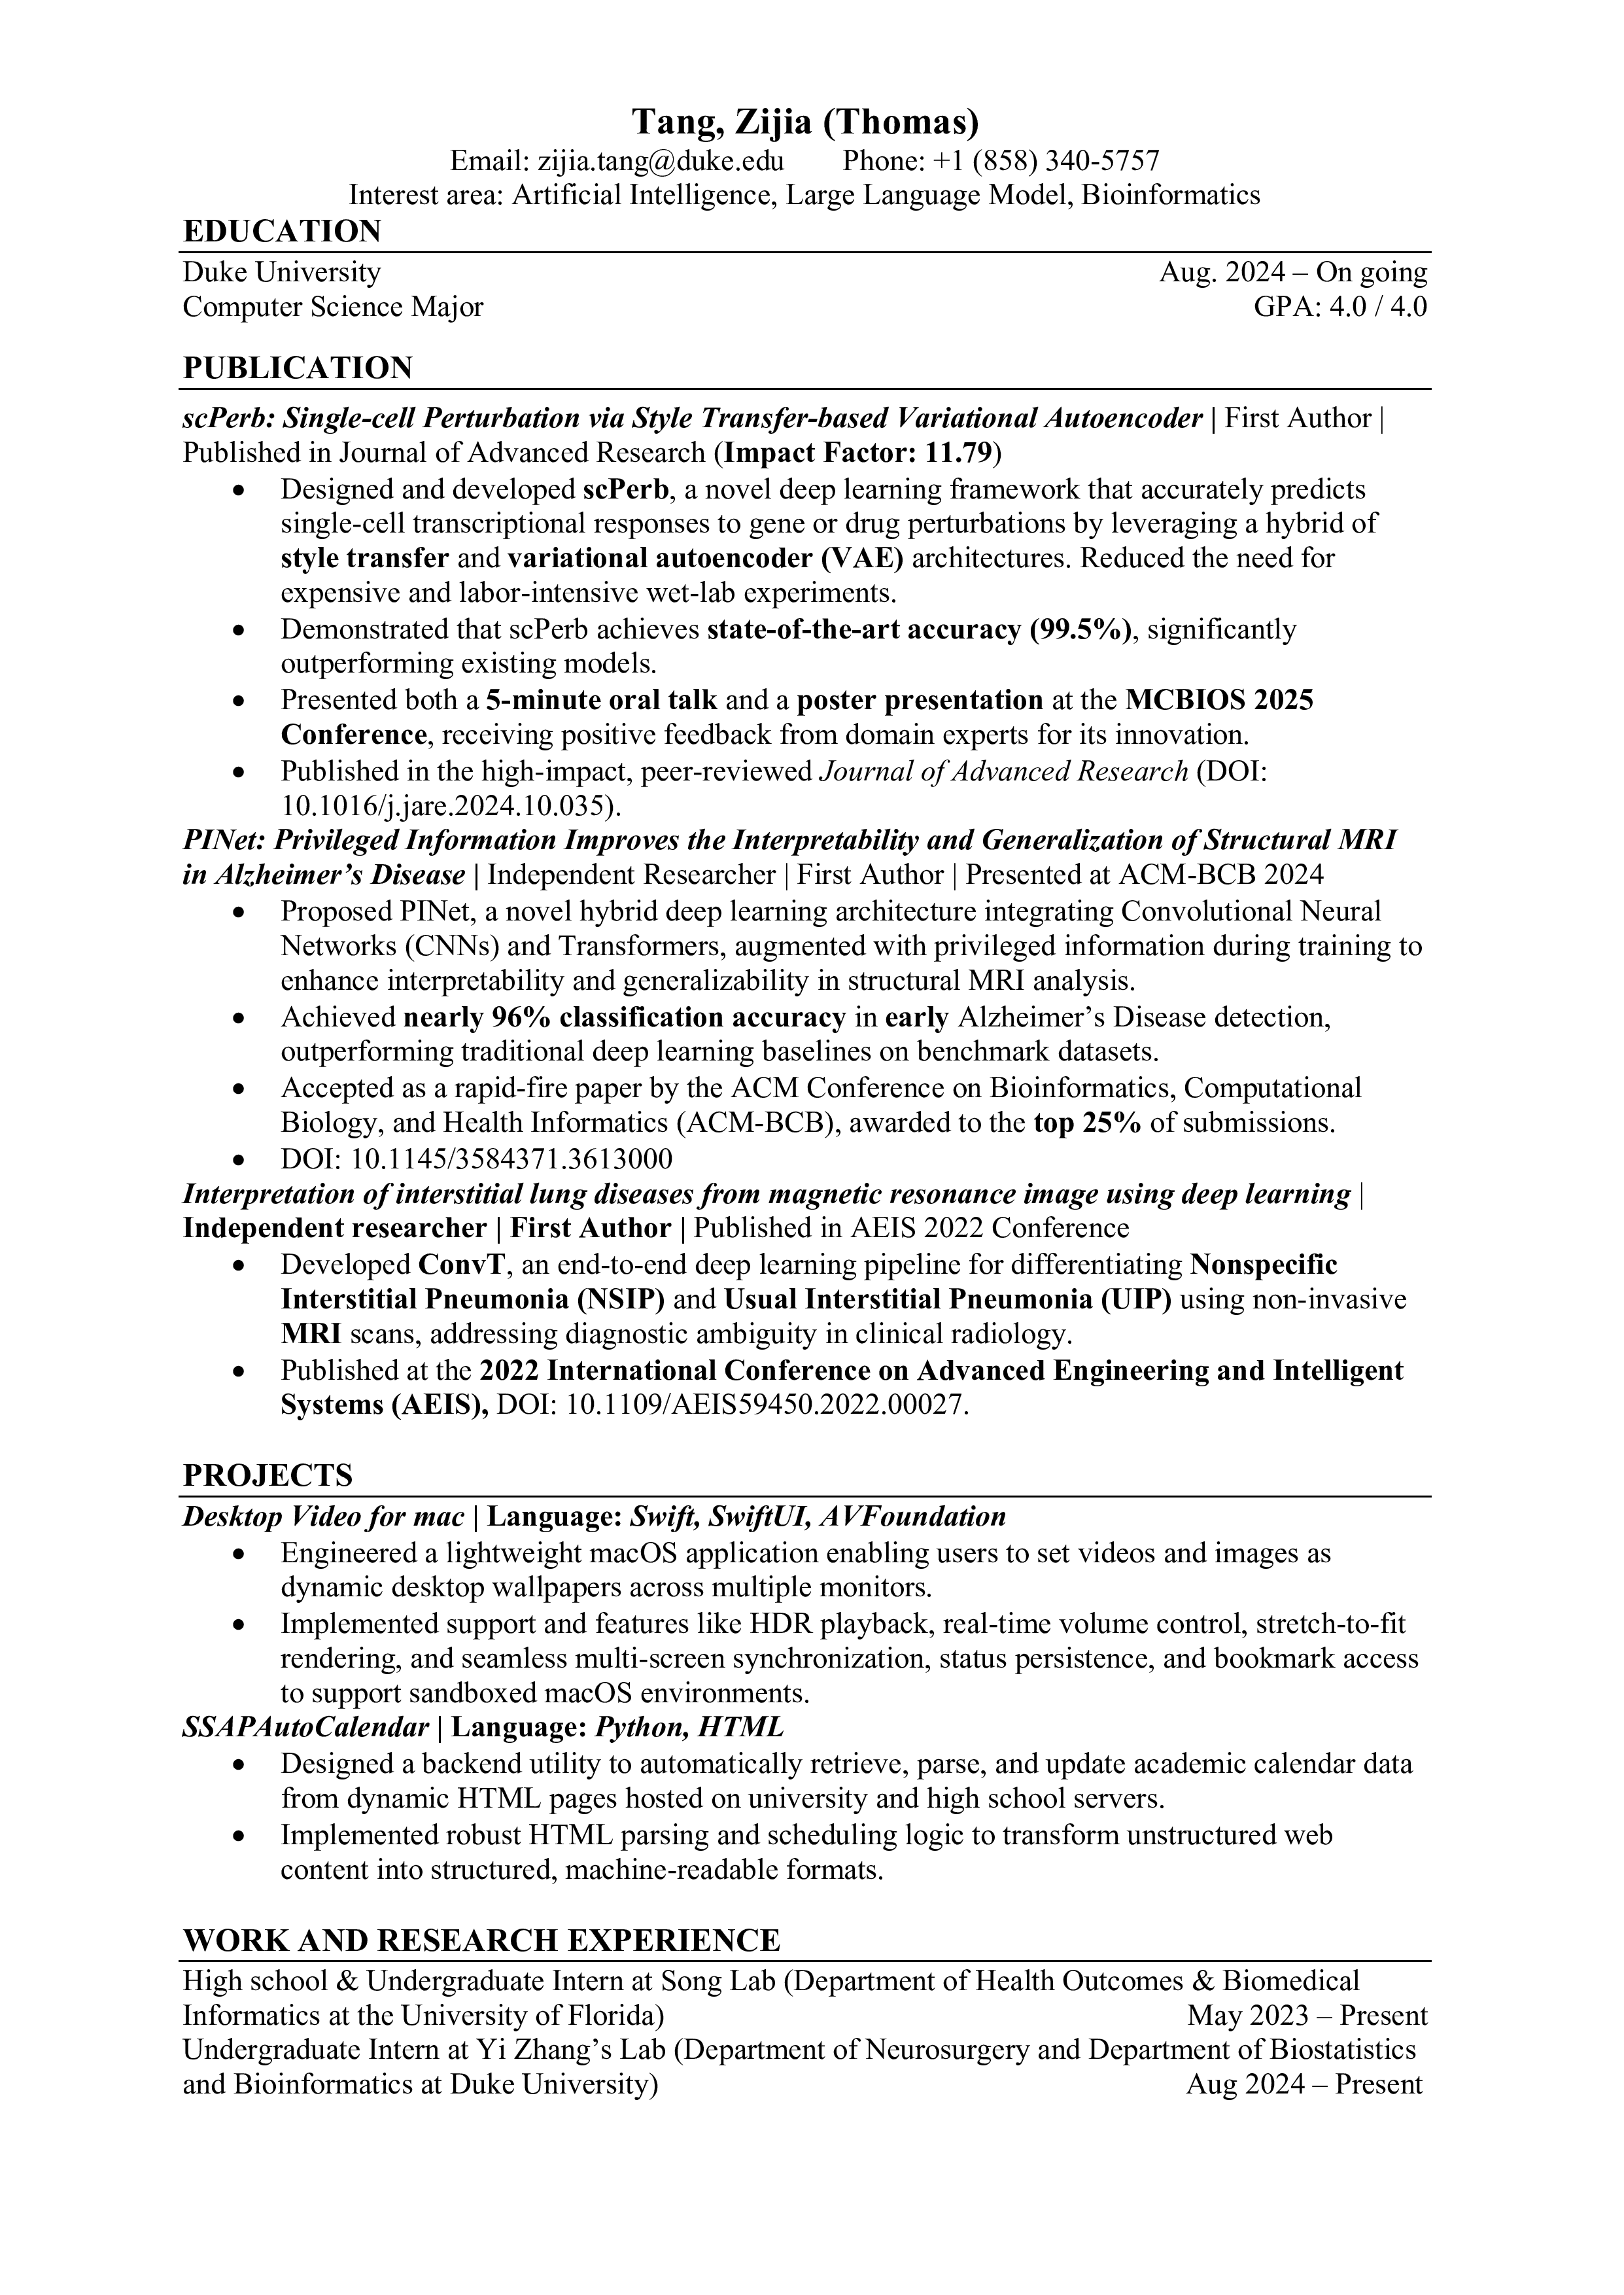 Tang, Zijia (Thomas)
Email: zijia.tang@duke.edu Phone: +1 (858) 340-5757
Interest area: Artificial Intelligence, Large Language Model, Bioinformatics
EDUCATION
Duke University Aug. 2024 – On going
Computer Science Major GPA: 4.0 / 4.0
PUBLICATION
scPerb: Single-cell Perturbation via Style Transfer-based Variational Autoencoder | First Author |
Published in Journal of Advanced Research (Impact Factor: 11.79)
• Designed and developed scPerb, a novel deep learning framework that accurately predicts
single-cell transcriptional responses to gene or drug perturbations by leveraging a hybrid of
style transfer and variational autoencoder (VAE) architectures. Reduced the need for
expensive and labor-intensive wet-lab experiments.
• Demonstrated that scPerb achieves state-of-the-art accuracy (99.5%), significantly
outperforming existing models.
• Presented both a 5-minute oral talk and a poster presentation at the MCBIOS 2025
Conference, receiving positive feedback from domain experts for its innovation.
• Published in the high-impact, peer-reviewed Journal of Advanced Research (DOI:
10.1016/j.jare.2024.10.035).
PINet: Privileged Information Improves the Interpretability and Generalization of Structural MRI
in Alzheimer’s Disease | Independent Researcher | First Author | Presented at ACM-BCB 2024
• Proposed PINet, a novel hybrid deep learning architecture integrating Convolutional Neural
Networks (CNNs) and Transformers, augmented with privileged information during training to
enhance interpretability and generalizability in structural MRI analysis.
• Achieved nearly 96% classification accuracy in early Alzheimer’s Disease detection,
outperforming traditional deep learning baselines on benchmark datasets.
• Accepted as a rapid-fire paper by the ACM Conference on Bioinformatics, Computational
Biology, and Health Informatics (ACM-BCB), awarded to the top 25% of submissions.
• DOI: 10.1145/3584371.3613000
Interpretation of interstitial lung diseases from magnetic resonance image using deep learning |
Independent researcher | First Author | Published in AEIS 2022 Conference
• Developed ConvT, an end-to-end deep learning pipeline for differentiating Nonspecific
Interstitial Pneumonia (NSIP) and Usual Interstitial Pneumonia (UIP) using non-invasive
MRI scans, addressing diagnostic ambiguity in clinical radiology.
• Published at the 2022 International Conference on Advanced Engineering and Intelligent
Systems (AEIS), DOI: 10.1109/AEIS59450.2022.00027.
PROJECTS
Desktop Video for mac | Language: Swift, SwiftUI, AVFoundation
• Engineered a lightweight macOS application enabling users to set videos and images as
dynamic desktop wallpapers across multiple monitors.
• Implemented support and features like HDR playback, real-time volume control, stretch-to-fit
rendering, and seamless multi-screen synchronization, status persistence, and bookmark access
to support sandboxed macOS environments.
SSAPAutoCalendar | Language: Python, HTML
• Designed a backend utility to automatically retrieve, parse, and update academic calendar data
from dynamic HTML pages hosted on university and high school servers.
• Implemented robust HTML parsing and scheduling logic to transform unstructured web
content into structured, machine-readable formats.
WORK AND RESEARCH EXPERIENCE
High school & Undergraduate Intern at Song Lab (Department of Health Outcomes & Biomedical
Informatics at the University of Florida) May 2023 – Present
Undergraduate Intern at Yi Zhang’s Lab (Department of Neurosurgery and Department of Biostatistics
and Bioinformatics at Duke University) Aug 2024 – Present